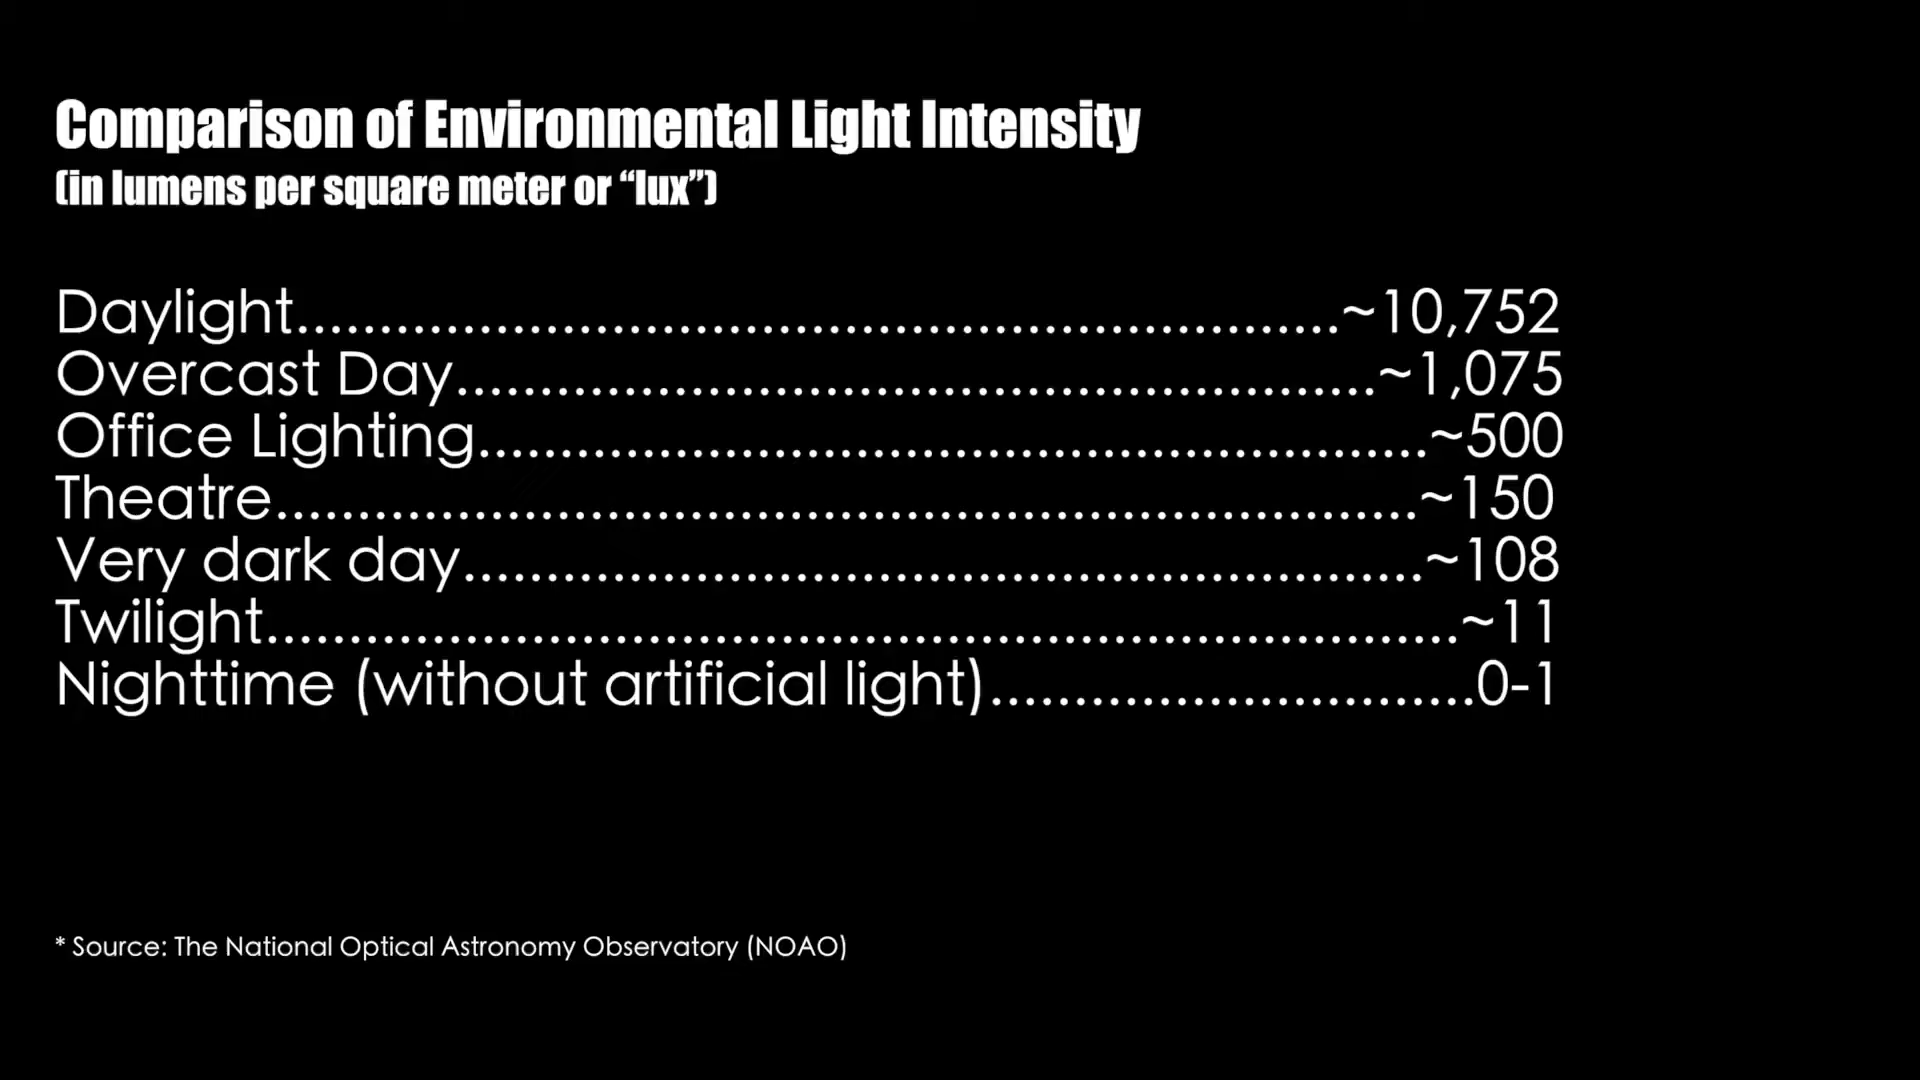 Comparison of Environmental Light Intensity
(in lumens per square meter or “lux”)
Daylight...............................................................~10,752
Overcast Day........................................................~1,075
Office Lighting..........................................................~500
Theatre.....................................................................~150
Very dark day..........................................................~108
Twilight........................................................................~11
Nighttime (without artificial light).............................0-1
* Source: The National Optical Astronomy Observatory (NOAO)